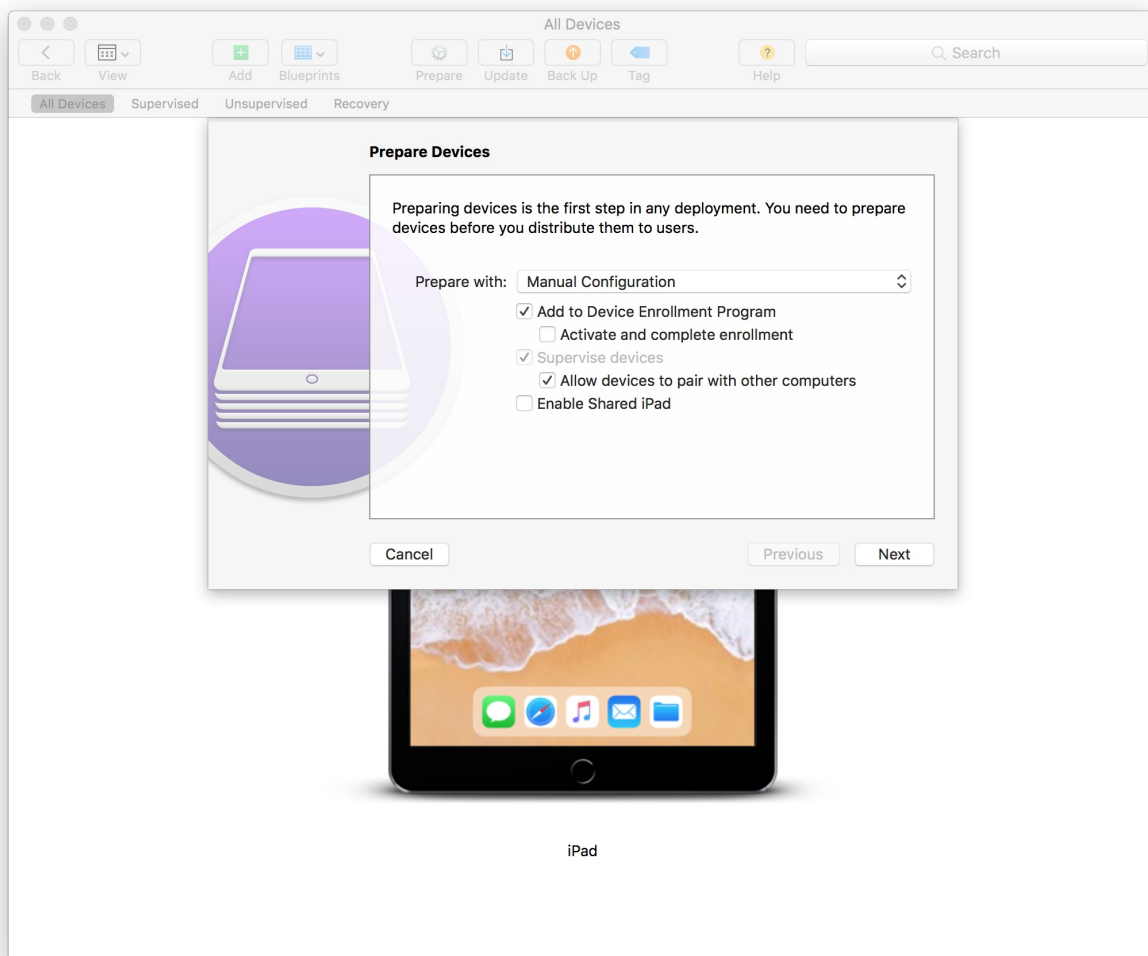 All Devices
Back View Add Blueprints Prepare Update Back Up Tag Help Search
All Devices Supervised Unsupervised Recovery
Prepare Devices
Preparing devices is the first step in any deployment. You need to prepare
devices before you distribute them to users.
Prepare with: Manual Configuration
Add to Device Enrollment Program
Activate and complete enrollment
Supervise devices
Allow devices to pair with other computers
Enable Shared iPad
Cancel Previous Next
iPad